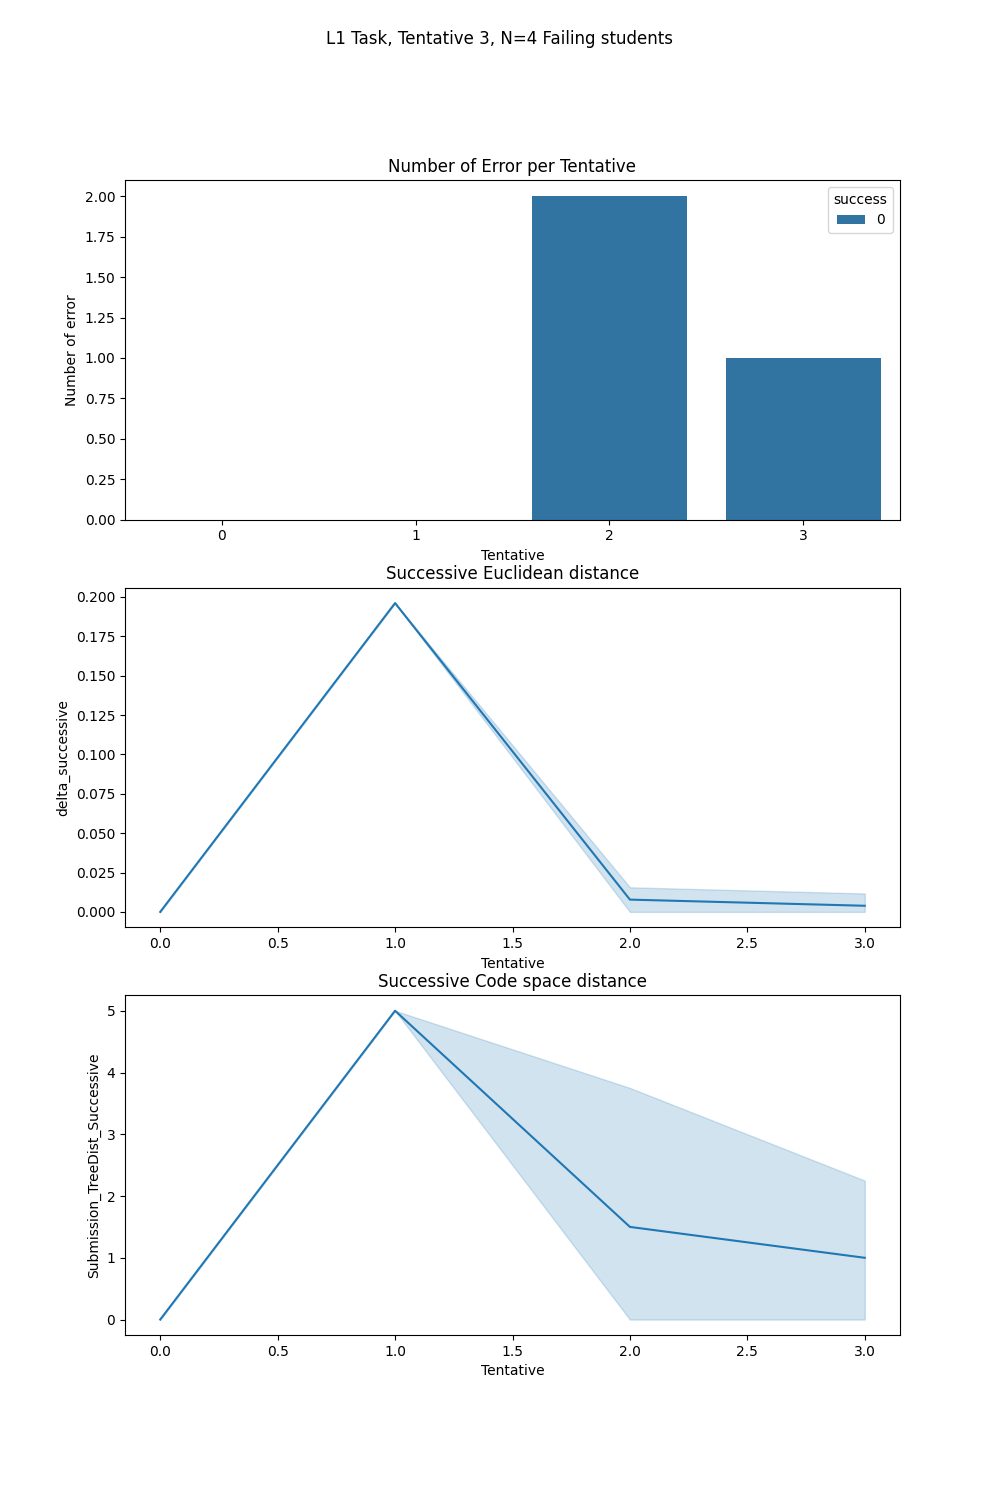 L1 Task, Tentative 3, N=4 Failing students
Number of Error per Tentative
2.00
1.75
1.50
1.25
1.00
0.75
0.50
0.25
0.00
Number of error
success
0
0 1 2 3
Tentative
Successive Euclidean distance
0.200
0.175
0.150
0.125
0.100
0.075
0.050
0.025
0.000
delta_successive
0.0 0.5 1.0 1.5 2.0 2.5 3.0
Tentative
Successive Code space distance
5
4
3
2
1
0
Submission_TreeDist_Successive
0.0 0.5 1.0 1.5 2.0 2.5 3.0
Tentative